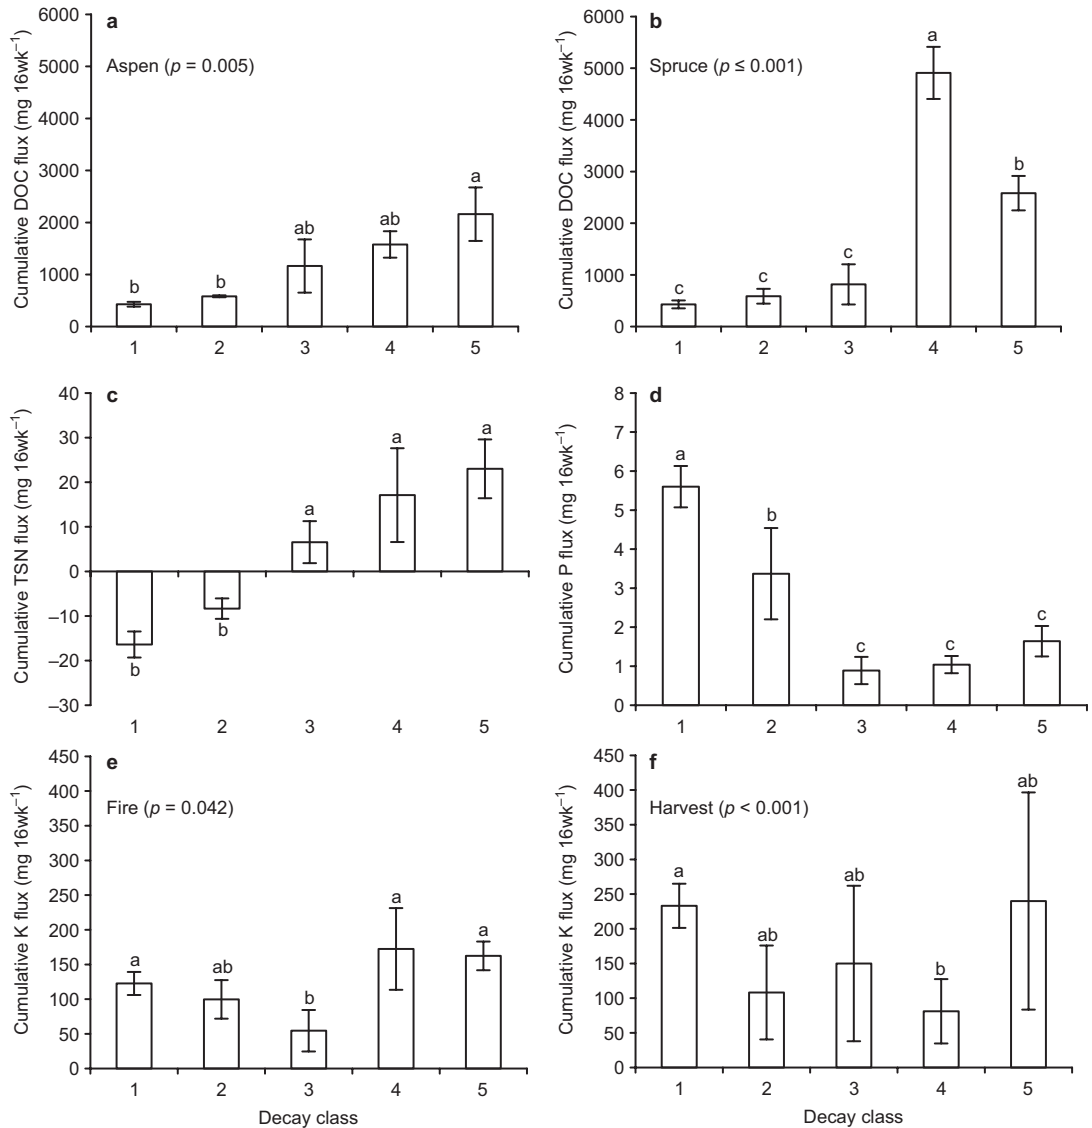 a
Aspen (p = 0.005)
Cumulative DOC flux (mg 16wk⁻¹)
6000
5000
4000
3000
2000
1000
0
b
b
ab
ab
a
1 2 3 4 5
b
Spruce (p ≤ 0.001)
Cumulative DOC flux (mg 16wk⁻¹)
6000
5000
4000
3000
2000
1000
0
c
c
c
a
b
1 2 3 4 5
c
Cumulative TSN flux (mg 16wk⁻¹)
40
30
20
10
0
–10
–20
–30
b
b
a
a
a
1 2 3 4 5
d
Cumulative P flux (mg 16wk⁻¹)
8
7
6
5
4
3
2
1
0
a
b
c
c
c
1 2 3 4 5
e
Fire (p = 0.042)
Cumulative K flux (mg 16wk⁻¹)
450
400
350
300
250
200
150
100
50
0
a
ab
b
a
a
1 2 3 4 5
Decay class
f
Harvest (p < 0.001)
Cumulative K flux (mg 16wk⁻¹)
450
400
350
300
250
200
150
100
50
0
a
ab
ab
b
ab
1 2 3 4 5
Decay class